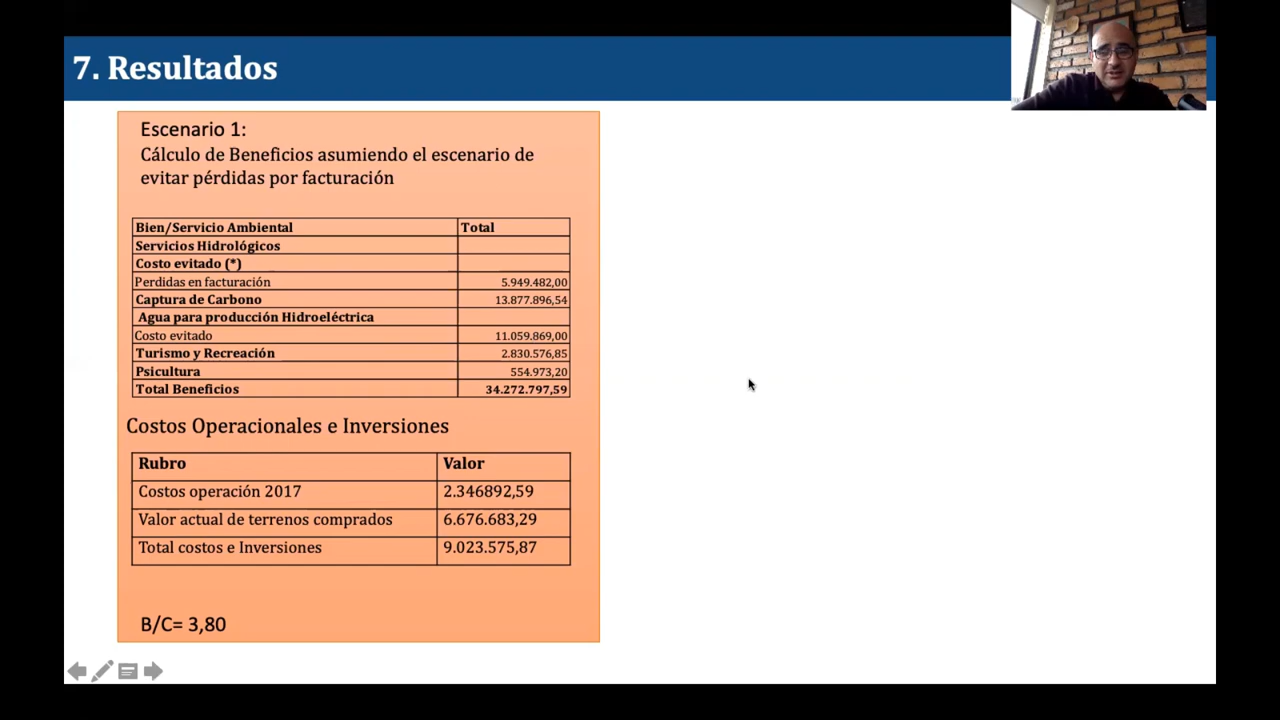 7. Resultados
Escenario 1:
Cálculo de Beneficios asumiendo el escenario de
evitar pérdidas por facturación
Bien/Servicio Ambiental Total
Servicios Hidrológicos
Costo evitado (*)
Perdidas en facturación 5.949.482,00
Captura de Carbono 13.877.896,54
Agua para producción Hidroeléctrica
Costo evitado 11.059.869,00
Turismo y Recreación 2.830.576,85
Psicultura 554.973,20
Total Beneficios 34.272.797,59
Costos Operacionales e Inversiones
Rubro Valor
Costos operación 2017 2.346892,59
Valor actual de terrenos comprados 6.676.683,29
Total costos e Inversiones 9.023.575,87
B/C= 3,80